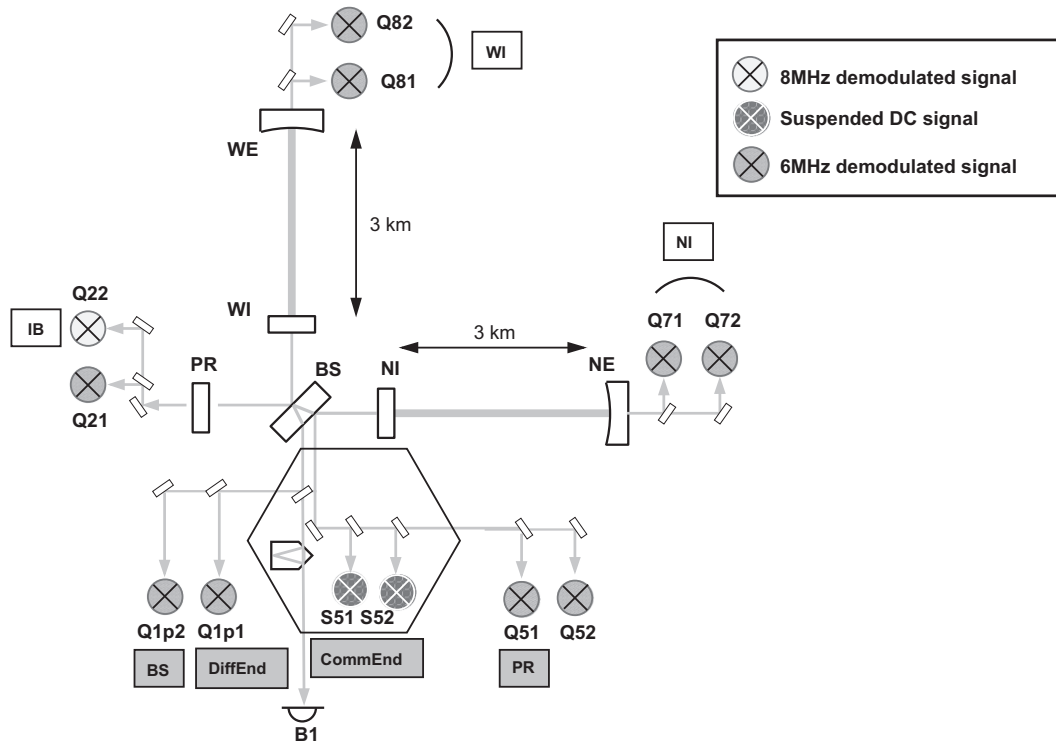 Q82
WI
Q81
8MHz demodulated signal
Suspended DC signal
6MHz demodulated signal
WE
3 km
NI
Q22
WI
Q71 Q72
IB
3 km
PR
BS
NI
NE
Q21
S51 S52
Q1p2 Q1p1
Q51 Q52
BS
DiffEnd
CommEnd
PR
B1